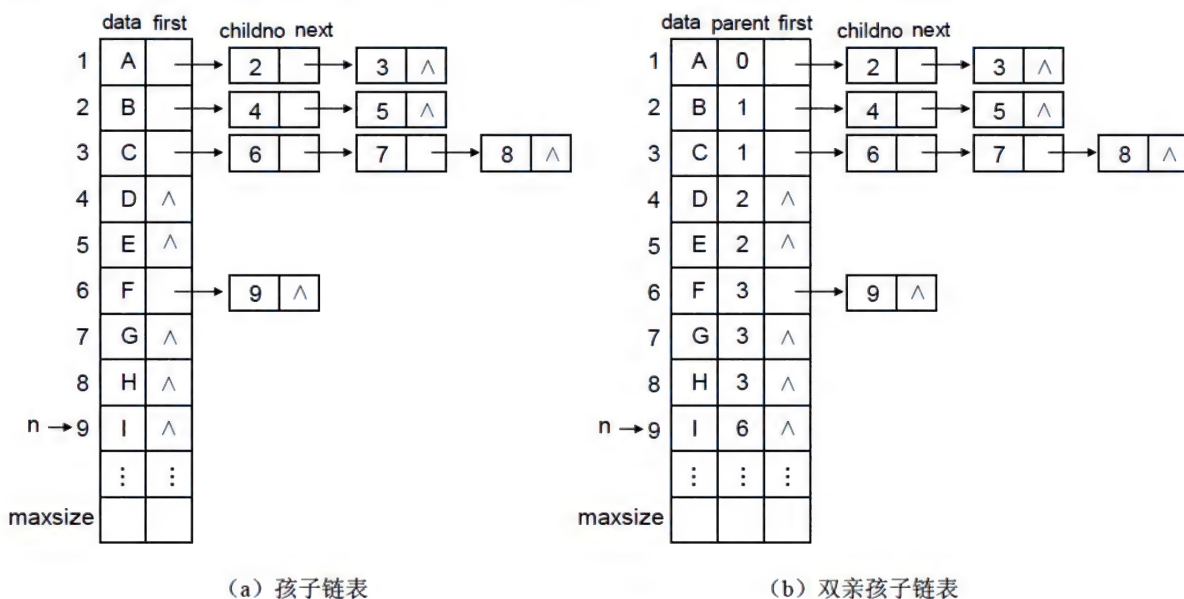 data first
childno next
1 A 2 3 ∧
2 B 4 5 ∧
3 C 6 7 8 ∧
4 D ∧
5 E ∧
6 F 9 ∧
7 G ∧
8 H ∧
n 9 I ∧
⋮ ⋮
maxsize
(a) 孩子链表
data parent first
childno next
1 A 0 2 3 ∧
2 B 1 4 5 ∧
3 C 1 6 7 8 ∧
4 D 2 ∧
5 E 2 ∧
6 F 3 9 ∧
7 G 3 ∧
8 H 3 ∧
n 9 I 6 ∧
⋮ ⋮ ⋮
maxsize
(b) 双亲孩子链表